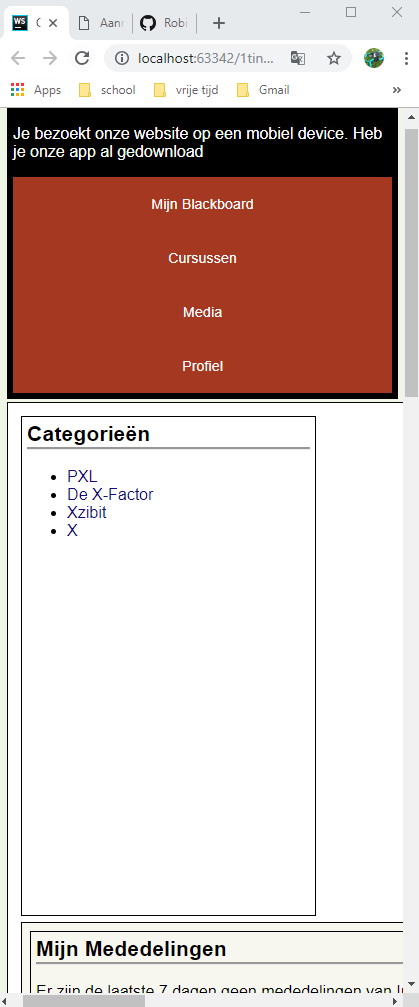 WS C
Aanı
Robi
localhost:63342/1tin...
Apps school vrije tijd Gmail »
Je bezoekt onze website op een mobiel device. Heb
je onze app al gedownload
Mijn Blackboard
Cursussen
Media
Profiel
Categorieën
PXL
De X-Factor
Xzibit
X
Mijn Mededelingen
Er zijn de laatste 7 dagen geen mededelingen van